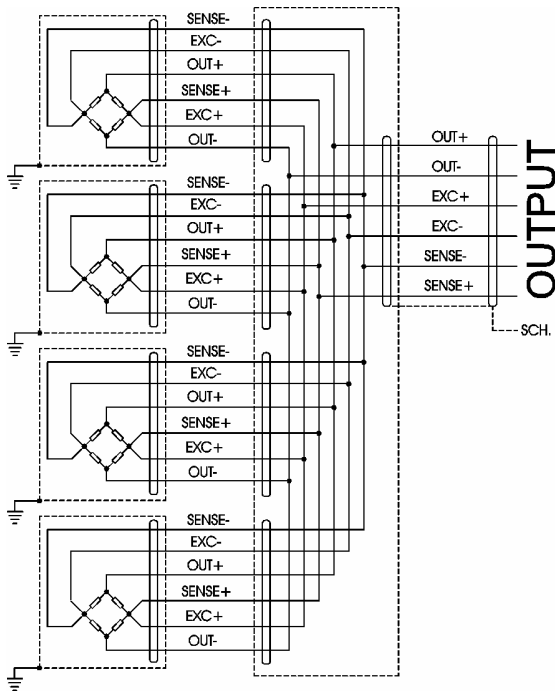 SENSE-
EXC-
OUT+
SENSE+
EXC+
OUT-
SENSE-
EXC-
OUT+
SENSE+
EXC+
OUT-
SENSE-
EXC-
OUT+
SENSE+
EXC+
OUT-
SENSE-
EXC-
OUT+
SENSE+
EXC+
OUT-
OUT+
OUT-
EXC+
EXC-
SENSE-
SENSE+
OUTPUT
SCH.